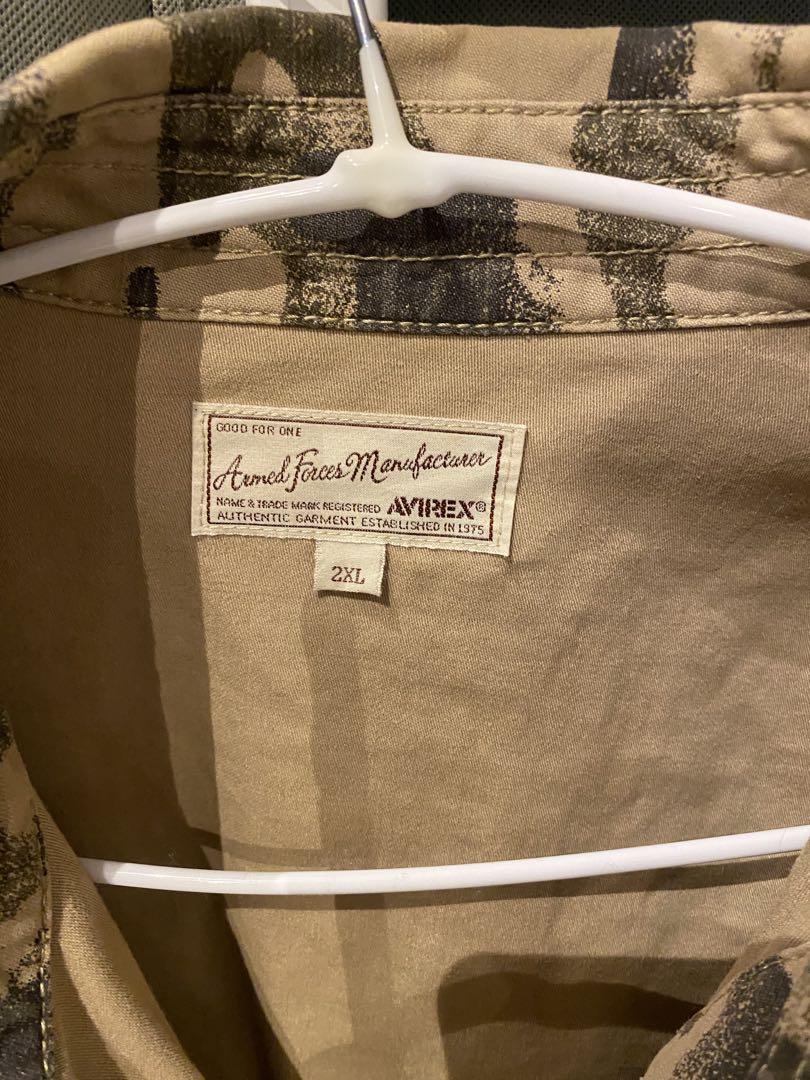 GOOD FOR ONE
Armed Forces Manufacturer
NAME & TRADE MARK REGISTERED AVIREX®
AUTHENTIC GARMENT ESTABLISHED IN 1975
2XL